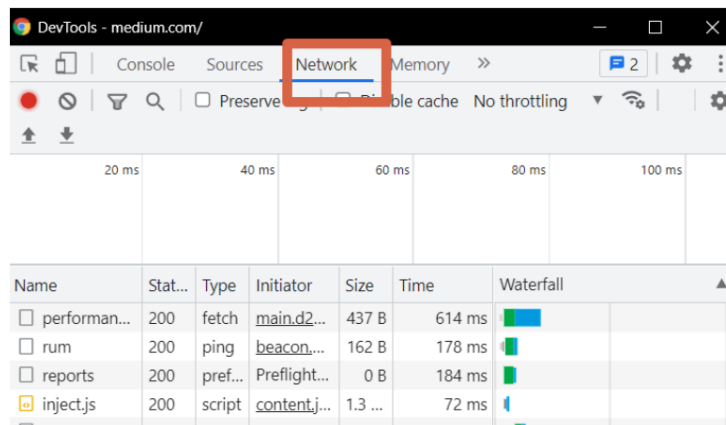 DevTools - medium.com/
Console Sources Network Memory » 2
Preserve Disable cache No throttling
20 ms 40 ms 60 ms 80 ms 100 ms
Name Stat... Type Initiator Size Time Waterfall
performan... 200 fetch main.d2... 437 B 614 ms
rum 200 ping beacon.... 162 B 178 ms
reports 200 pref... Preflight... 0 B 184 ms
inject.js 200 script content.j... 1.3 ... 72 ms